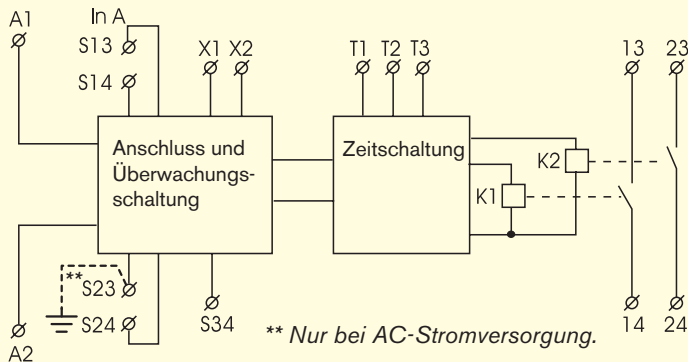 A1
In A
S13
S14
X1 X2
T1 T2 T3
13 23
Anschluss und
Überwachungs-
schaltung
Zeitschaltung
K2
K1
**
S23
S24
A2
S34
** Nur bei AC-Stromversorgung.
14 24